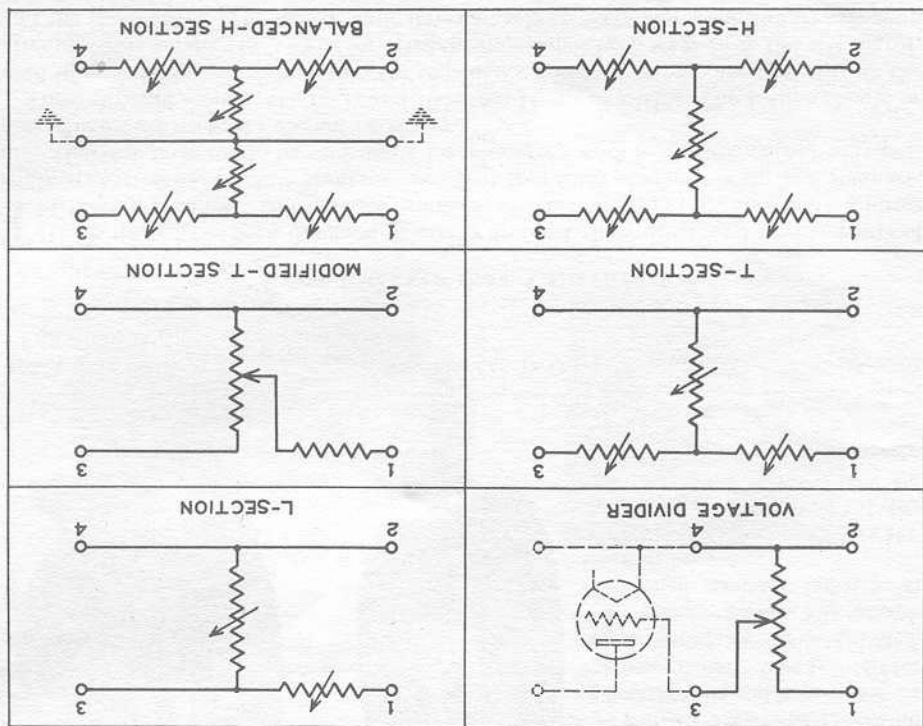 1 3
2 4
VOLTAGE DIVIDER
1 3
2 4
L-SECTION
1 3
2 4
T-SECTION
1 3
2 4
MODIFIED-T SECTION
1 3
2 4
H-SECTION
1 3
2 4
BALANCED-H SECTION